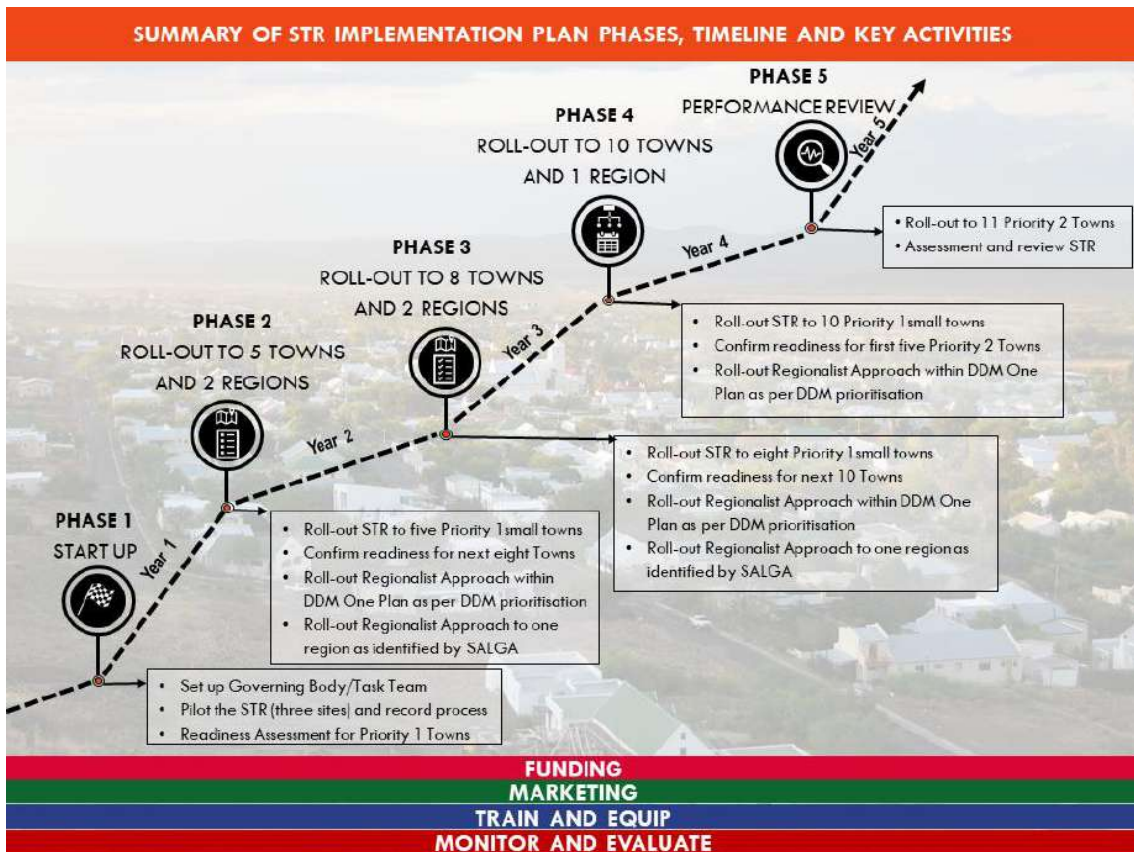 SUMMARY OF STR IMPLEMENTATION PLAN PHASES, TIMELINE AND KEY ACTIVITIES
PHASE 1
START UP
Year 1
• Set up Governing Body/Task Team
• Pilot the STR (three sites) and record process
• Readiness Assessment for Priority 1 Towns
PHASE 2
ROLL-OUT TO 5 TOWNS
AND 2 REGIONS
Year 2
• Roll-out STR to five Priority 1small towns
• Confirm readiness for next eight Towns
• Roll-out Regionalist Approach within
DDM One Plan as per DDM prioritisation
• Roll-out Regionalist Approach to one
region as identified by SALGA
PHASE 3
ROLL-OUT TO 8 TOWNS
AND 2 REGIONS
Year 3
• Roll-out STR to eight Priority 1small towns
• Confirm readiness for next 10 Towns
• Roll-out Regionalist Approach within DDM One
Plan as per DDM prioritisation
• Roll-out Regionalist Approach to one region as
identified by SALGA
PHASE 4
ROLL-OUT TO 10 TOWNS
AND 1 REGION
Year 4
• Roll-out STR to 10 Priority 1small towns
• Confirm readiness for first five Priority 2 Towns
• Roll-out Regionalist Approach within DDM One
Plan as per DDM prioritisation
PHASE 5
PERFORMANCE REVIEW
Year 5
• Roll-out to 11 Priority 2 Towns
• Assessment and review STR
FUNDING
MARKETING
TRAIN AND EQUIP
MONITOR AND EVALUATE